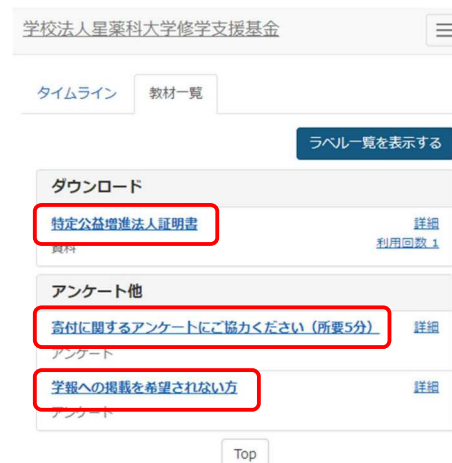 学校法人星薬科大学修学支援基金
タイムライン 教材一覧
ラベル一覧を表示する
ダウンロード
特定公益増進法人証明書 詳細
資料 利用回数 1
アンケート他
寄付に関するアンケートにご協力ください（所要5分） 詳細
アンケート
学報への掲載を希望されない方 詳細
アンケート
Top